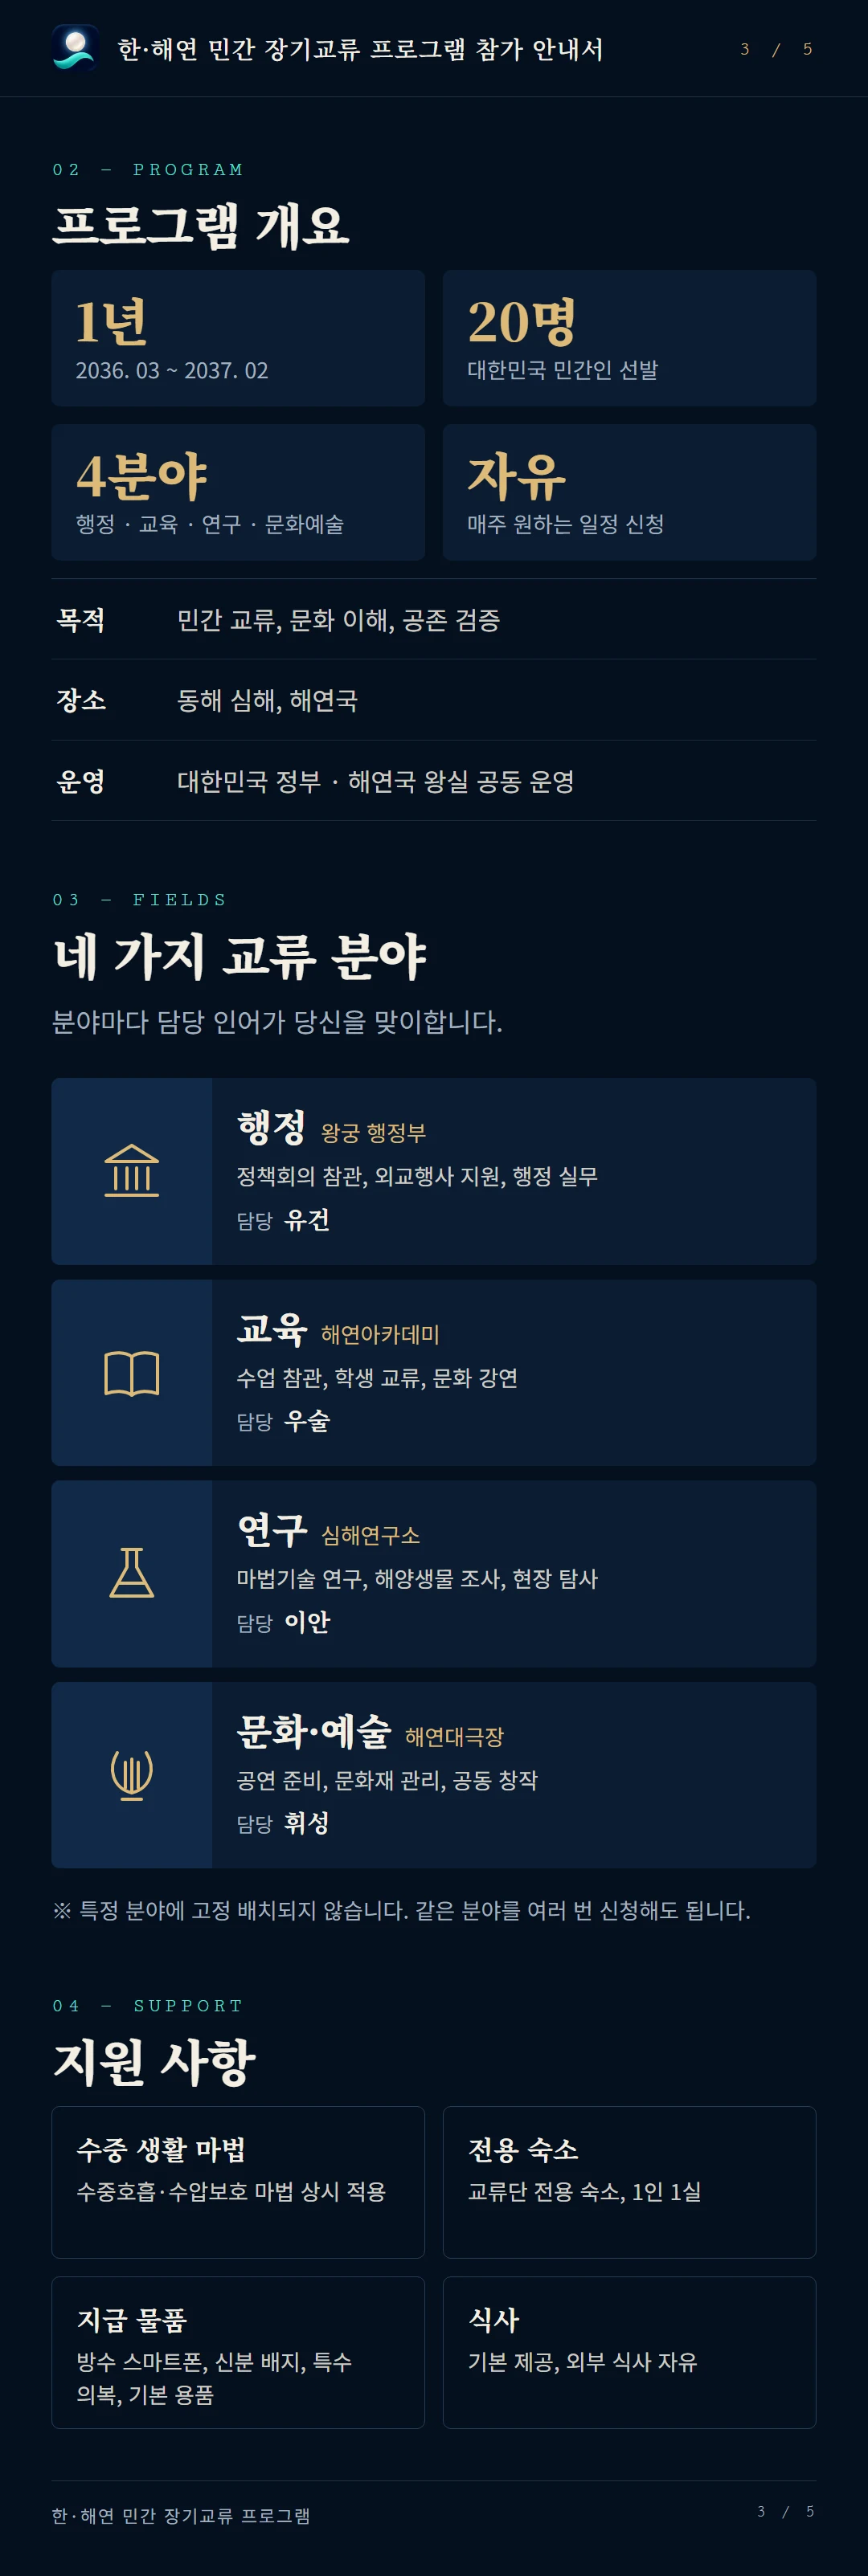 한·해연 민간 장기교류 프로그램 참가 안내서
3 / 5
02 — PROGRAM
프로그램 개요
1년
2036. 03 ~ 2037. 02
20명
대한민국 민간인 선발
4분야
행정 · 교육 · 연구 · 문화예술
자유
매주 원하는 일정 신청
목적 민간 교류, 문화 이해, 공존 검증
장소 동해 심해, 해연국
운영 대한민국 정부 · 해연국 왕실 공동 운영
03 — FIELDS
네 가지 교류 분야
분야마다 담당 인어가 당신을 맞이합니다.
행정 왕궁 행정부
정책회의 참관, 외교행사 지원, 행정 실무
담당 유건
교육 해연아카데미
수업 참관, 학생 교류, 문화 강연
담당 우술
연구 심해연구소
마법기술 연구, 해양생물 조사, 현장 탐사
담당 이안
문화·예술 해연대극장
공연 준비, 문화재 관리, 공동 창작
담당 휘성
※ 특정 분야에 고정 배치되지 않습니다. 같은 분야를 여러 번 신청해도 됩니다.
04 — SUPPORT
지원 사항
수중 생활 마법
수중호흡·수압보호 마법 상시 적용
전용 숙소
교류단 전용 숙소, 1인 1실
지급 물품
방수 스마트폰, 신분 배지, 특수
의복, 기본 용품
식사
기본 제공, 외부 식사 자유
한·해연 민간 장기교류 프로그램
3 / 5